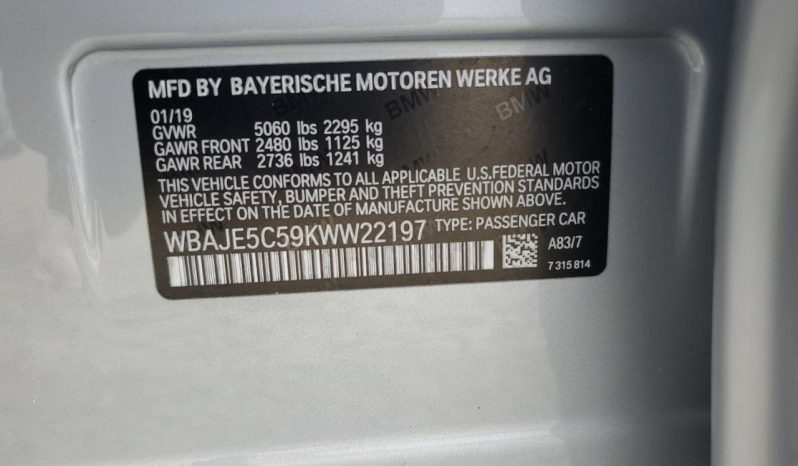 MFD BY BAYERISCHE MOTOREN WERKE AG
01/19
GVWR 5060 lbs 2295 kg
GAWR FRONT 2480 lbs 1125 kg
GAWR REAR 2736 lbs 1241 kg
THIS VEHICLE CONFORMS TO ALL APPLICABLE U.S.FEDERAL MOTOR
VEHICLE SAFETY, BUMPER AND THEFT PREVENTION STANDARDS
IN EFFECT ON THE DATE OF MANUFACTURE SHOWN ABOVE.
WBAJE5C59KWW22197 TYPE: PASSENGER CAR
A83/7
7 315 814
BMW
BMW
BMW